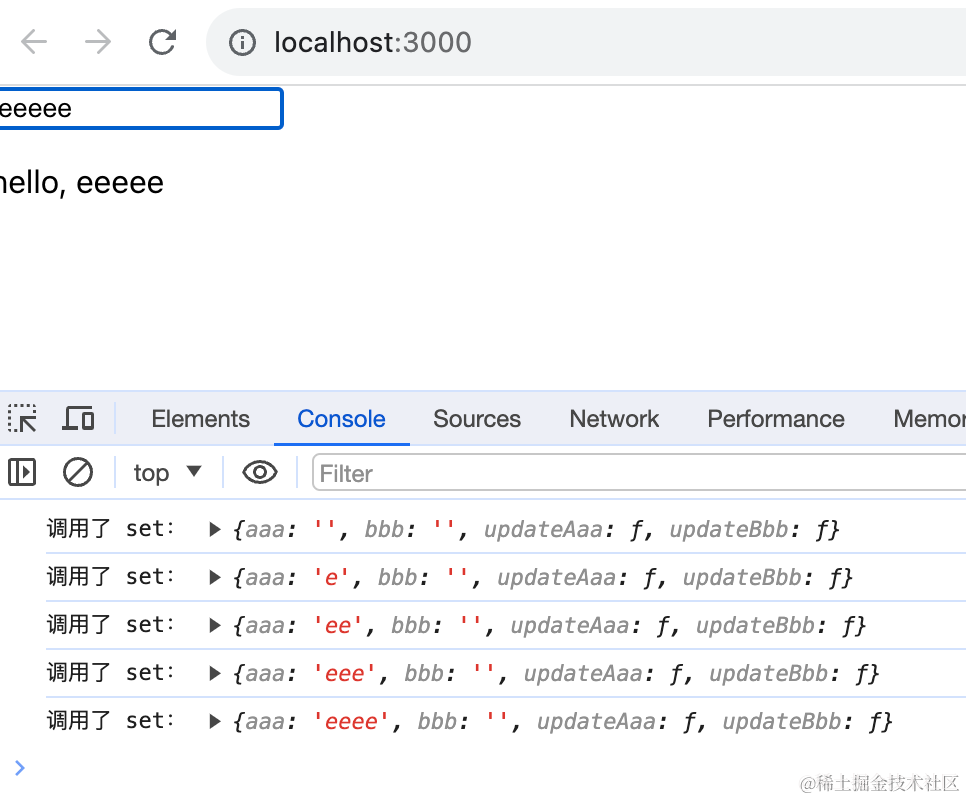 localhost:3000
eeeee
hello, eeeee
Elements Console Sources Network Performance Memor
top Filter
调用了 set: ▶ {aaa: '', bbb: '', updateAaa: ƒ, updateBbb: ƒ}
调用了 set: ▶ {aaa: 'e', bbb: '', updateAaa: ƒ, updateBbb: ƒ}
调用了 set: ▶ {aaa: 'ee', bbb: '', updateAaa: ƒ, updateBbb: ƒ}
调用了 set: ▶ {aaa: 'eee', bbb: '', updateAaa: ƒ, updateBbb: ƒ}
调用了 set: ▶ {aaa: 'eeee', bbb: '', updateAaa: ƒ, updateBbb: ƒ}
@稀土掘金技术社区